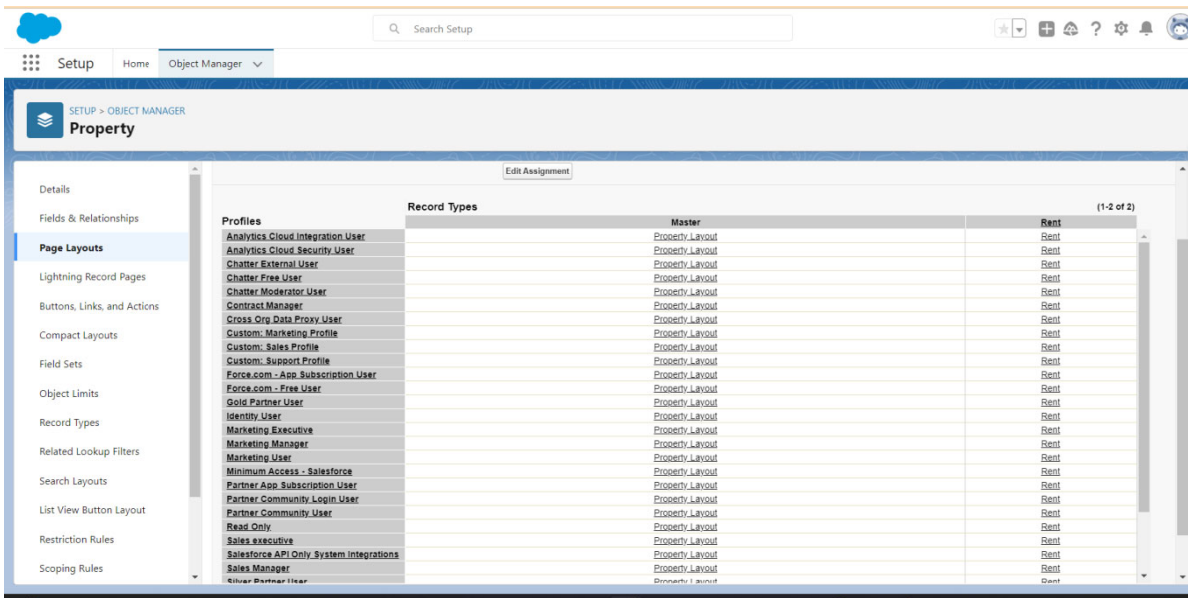 Search Setup
Setup
Home
Object Manager
SETUP > OBJECT MANAGER
Property
Details
Fields & Relationships
Page Layouts
Lightning Record Pages
Buttons, Links, and Actions
Compact Layouts
Field Sets
Object Limits
Record Types
Related Lookup Filters
Search Layouts
List View Button Layout
Restriction Rules
Scoping Rules
Edit Assignment
Record Types (1-2 of 2)
Profiles Master Rent
Analytics Cloud Integration User Property Layout Rent
Analytics Cloud Security User Property Layout Rent
Chatter External User Property Layout Rent
Chatter Free User Property Layout Rent
Chatter Moderator User Property Layout Rent
Contract Manager Property Layout Rent
Cross Org Data Proxy User Property Layout Rent
Custom: Marketing Profile Property Layout Rent
Custom: Sales Profile Property Layout Rent
Custom: Support Profile Property Layout Rent
Force.com - App Subscription User Property Layout Rent
Force.com - Free User Property Layout Rent
Gold Partner User Property Layout Rent
Identity User Property Layout Rent
Marketing Executive Property Layout Rent
Marketing Manager Property Layout Rent
Marketing User Property Layout Rent
Minimum Access - Salesforce Property Layout Rent
Partner App Subscription User Property Layout Rent
Partner Community Login User Property Layout Rent
Partner Community User Property Layout Rent
Read Only Property Layout Rent
Sales executive Property Layout Rent
Salesforce API Only System Integrations Property Layout Rent
Sales Manager Property Layout Rent
Silver Partner User Property Layout Rent